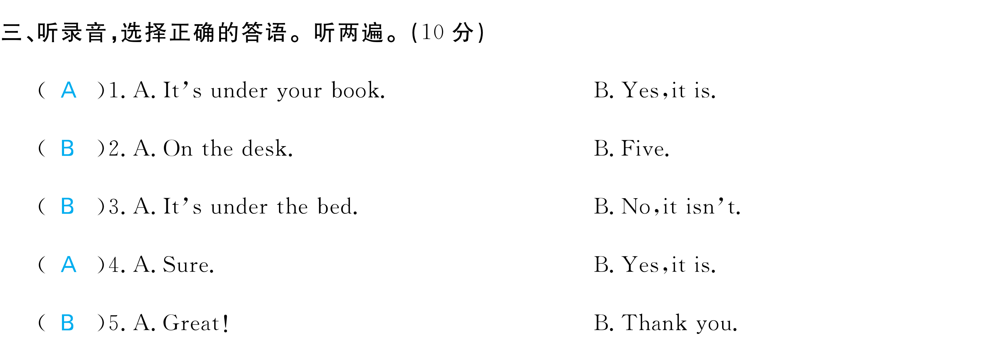 三、听录音,选择正确的答语。听两遍。(10 分)
( A )1. A. It's under your book. B. Yes,it is.
( B )2. A. On the desk. B. Five.
( B )3. A. It's under the bed. B. No,it isn't.
( A )4. A. Sure. B. Yes,it is.
( B )5. A. Great! B. Thank you.